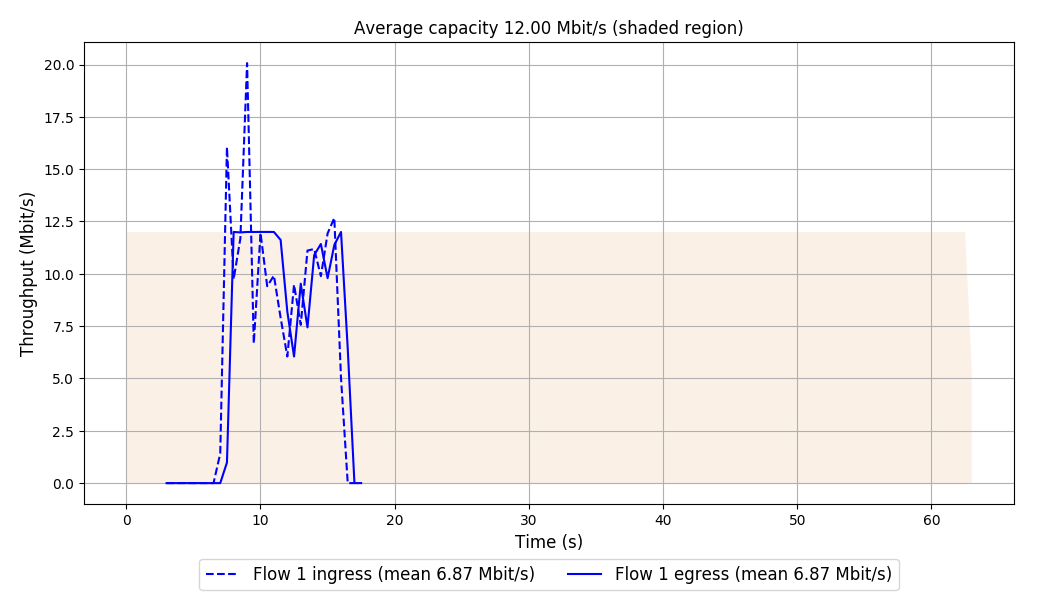 Average capacity 12.00 Mbit/s (shaded region)
Throughput (Mbit/s)
20.0
17.5
15.0
12.5
10.0
7.5
5.0
2.5
0.0
0 10 20 30 40 50 60
Time (s)
Flow 1 ingress (mean 6.87 Mbit/s) Flow 1 egress (mean 6.87 Mbit/s)